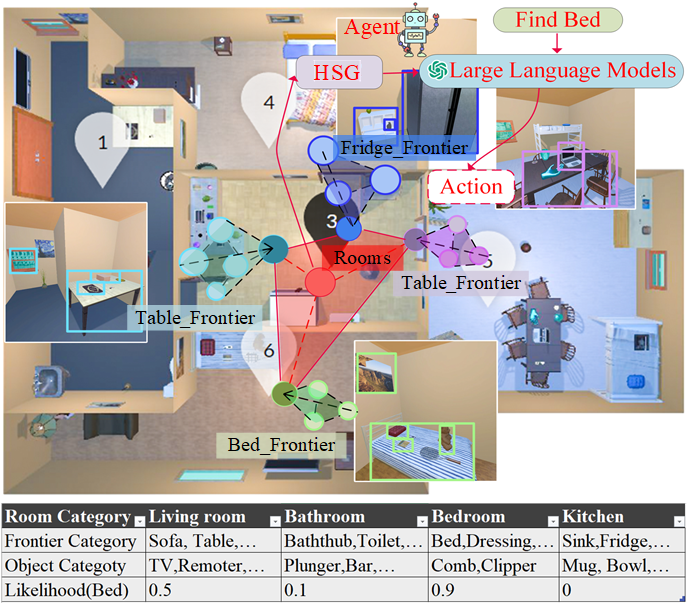 Agent
Find Bed
HSG
Large Language Models
4
1
Fridge_Frontier
Action
3
Rooms
5
Table_Frontier
Table_Frontier
6
Bed_Frontier
Room Category Living room Bathroom Bedroom Kitchen
Frontier Category Sofa, Table,... Baththub,Toilet,... Bed,Dressing,... Sink,Fridge,...
Object Categoty TV,Remoter,... Plunger,Bar,... Comb,Clipper Mug, Bowl,...
Likelihood(Bed) 0.5 0.1 0.9 0